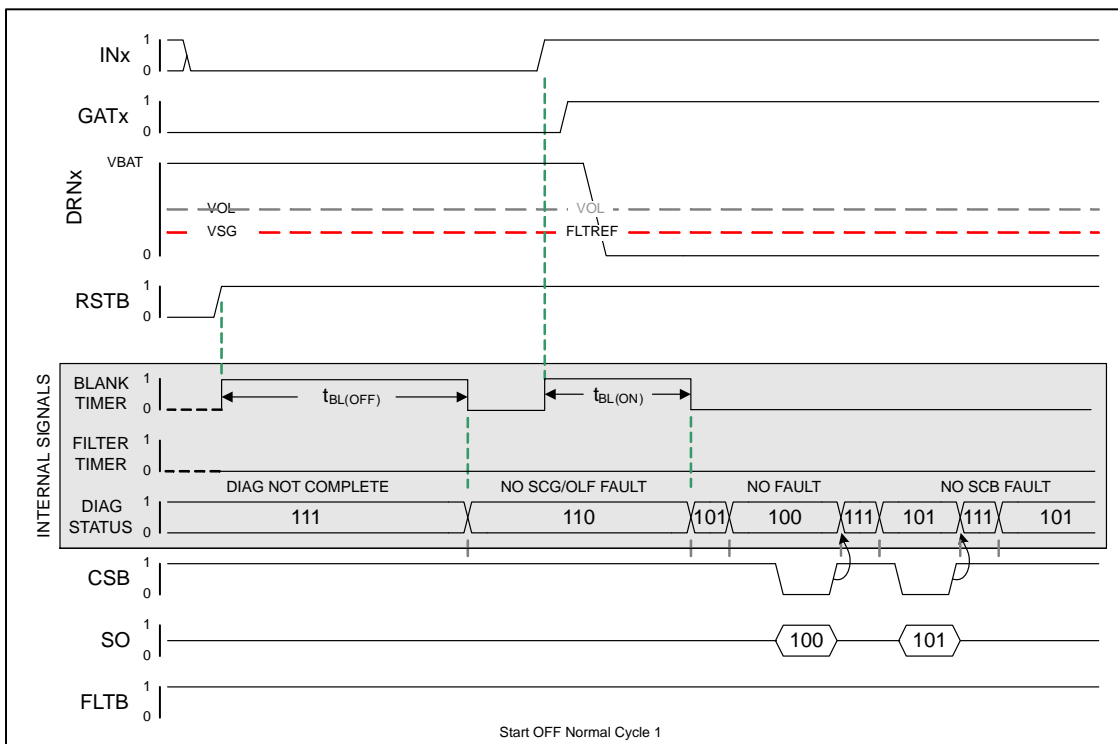 INx
1
0
GATx
1
0
DRNx
VBAT
VOL
VOL
VSG
FLTREF
0
RSTB
1
0
INTERNAL SIGNALS
BLANK
TIMER
1
0
tBL(OFF)
tBL(ON)
FILTER
TIMER
1
0
DIAG NOT COMPLETE
NO SCG/OLF FAULT
NO FAULT
NO SCB FAULT
DIAG
STATUS
1
0
111
110
101
100
111
101
111
101
CSB
1
0
SO
1
0
100
101
FLTB
1
0
Start OFF Normal Cycle 1